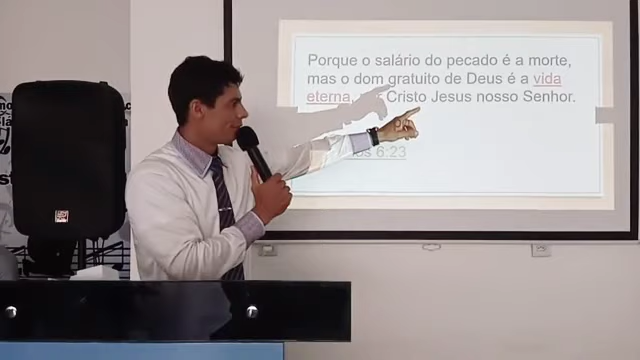 Porque o salário do pecado é a morte,
mas o dom gratuito de Deus é a vida
eterna, Cristo Jesus nosso Senhor.
6:23